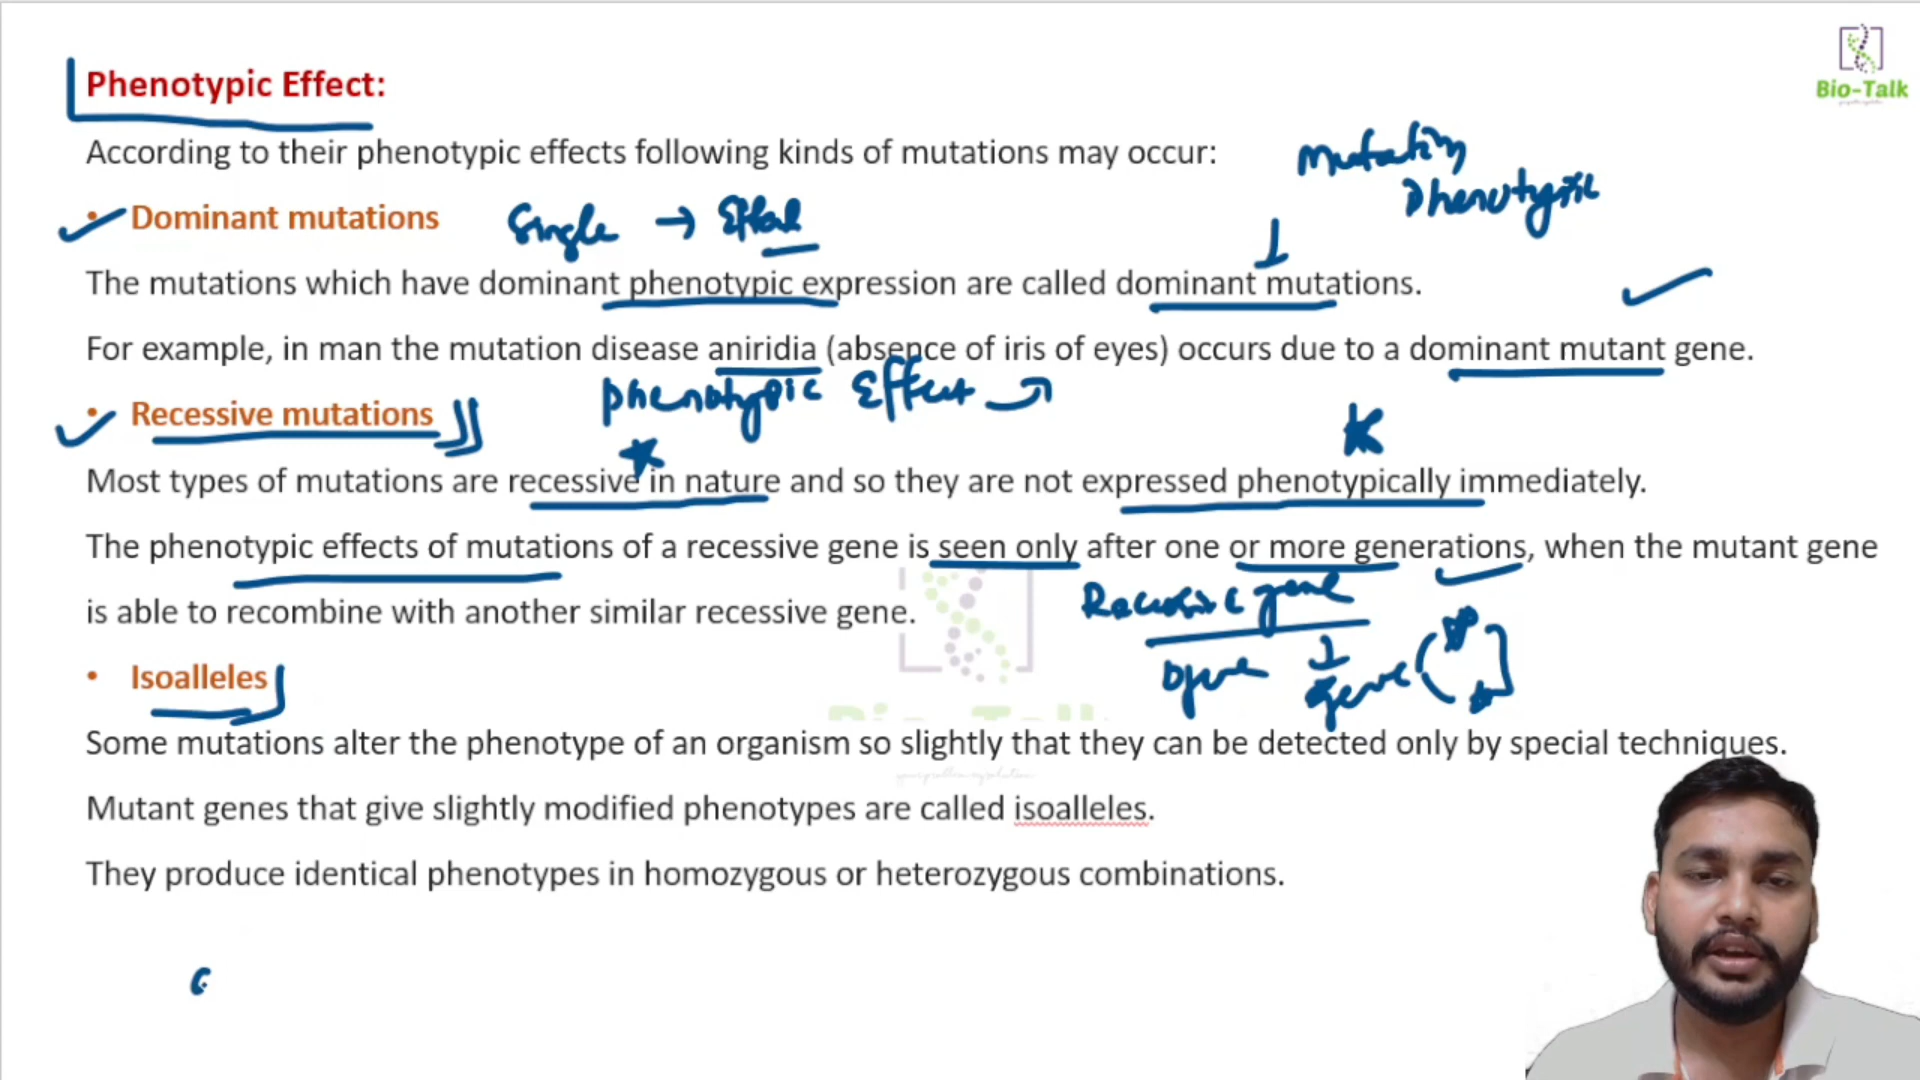 Bio-Talk
Phenotypic Effect:
According to their phenotypic effects following kinds of mutations may occur:
Mutation
Phenotypic
• Dominant mutations
Single → Effect
The mutations which have dominant phenotypic expression are called dominant mutations.
For example, in man the mutation disease aniridia (absence of iris of eyes) occurs due to a dominant mutant gene.
Phenotypic Effect
• Recessive mutations
Most types of mutations are recessive in nature and so they are not expressed phenotypically immediately.
The phenotypic effects of mutations of a recessive gene is seen only after one or more generations, when the mutant gene
is able to recombine with another similar recessive gene.
Recessive gene
gene
• Isoalleles
Some mutations alter the phenotype of an organism so slightly that they can be detected only by special techniques.
Mutant genes that give slightly modified phenotypes are called isoalleles.
They produce identical phenotypes in homozygous or heterozygous combinations.